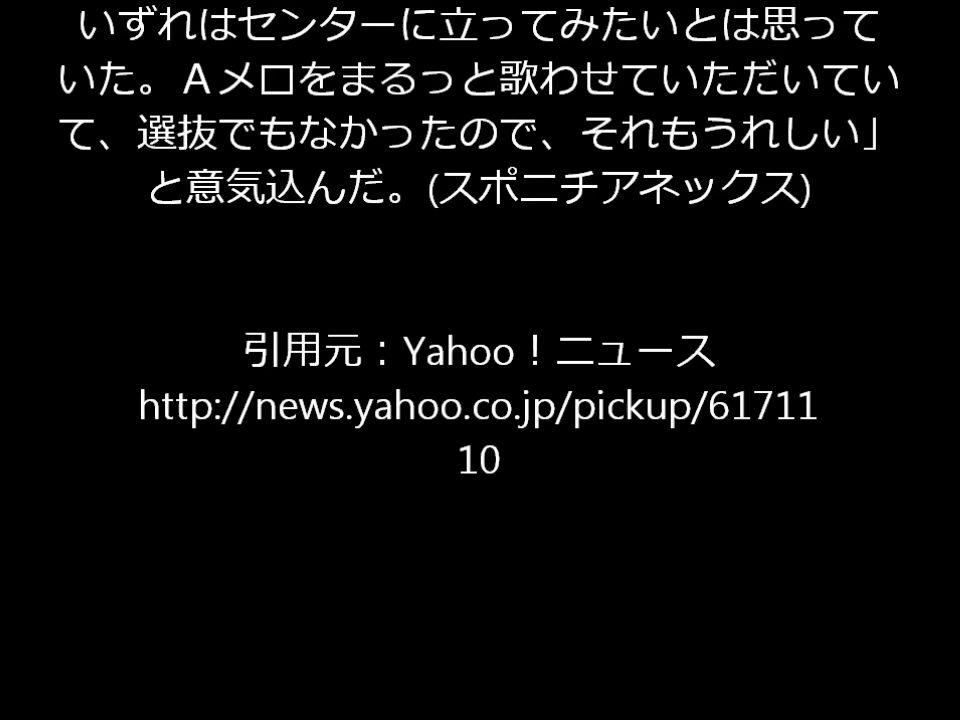 いずれはセンターに立ってみたいとは思って
いた。Ａメロをまるっと歌わせていただいてい
て、選抜でもなかったので、それもうれしい」
と意気込んだ。(スポニチアネックス)
引用元：Yahoo！ニュース
http://news.yahoo.co.jp/pickup/61711
10